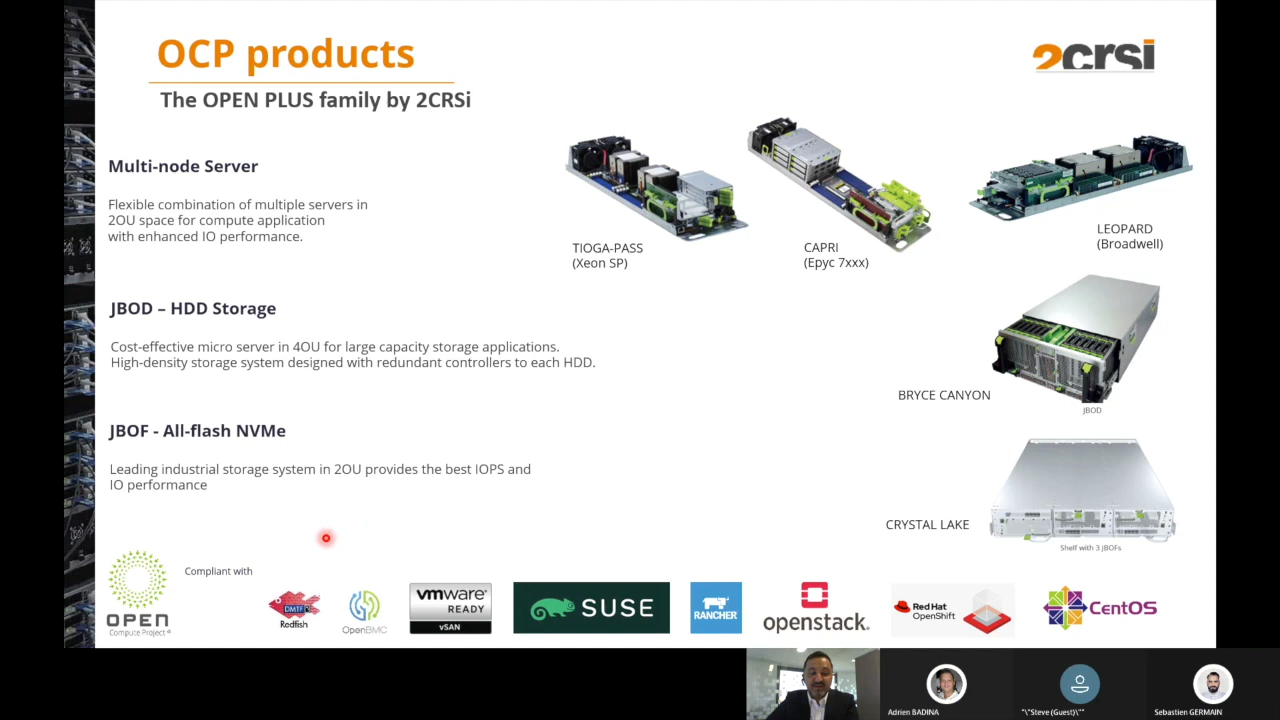 OCP products
2crsi
The OPEN PLUS family by 2CRSi
Multi-node Server
Flexible combination of multiple servers in
2OU space for compute application
with enhanced IO performance.
TIOGA-PASS
(Xeon SP)
CAPRI
(Epyc 7xxx)
LEOPARD
(Broadwell)
JBOD – HDD Storage
Cost-effective micro server in 4OU for large capacity storage applications.
High-density storage system designed with redundant controllers to each HDD.
BRYCE CANYON
JBOD
JBOF - All-flash NVMe
Leading industrial storage system in 2OU provides the best IOPS and
IO performance
CRYSTAL LAKE
Shelf with 3 JBOFs
OPEN
Compute Project®
Compliant with
DMTF
Redfish
OpenBMC
vmware®
READY
vSAN
SUSE
RANCHER
openstack.
Red Hat
OpenShift
CentOS
Adrien BADINA
"\"Steve (Guest)\""
Sebastien GERMAIN